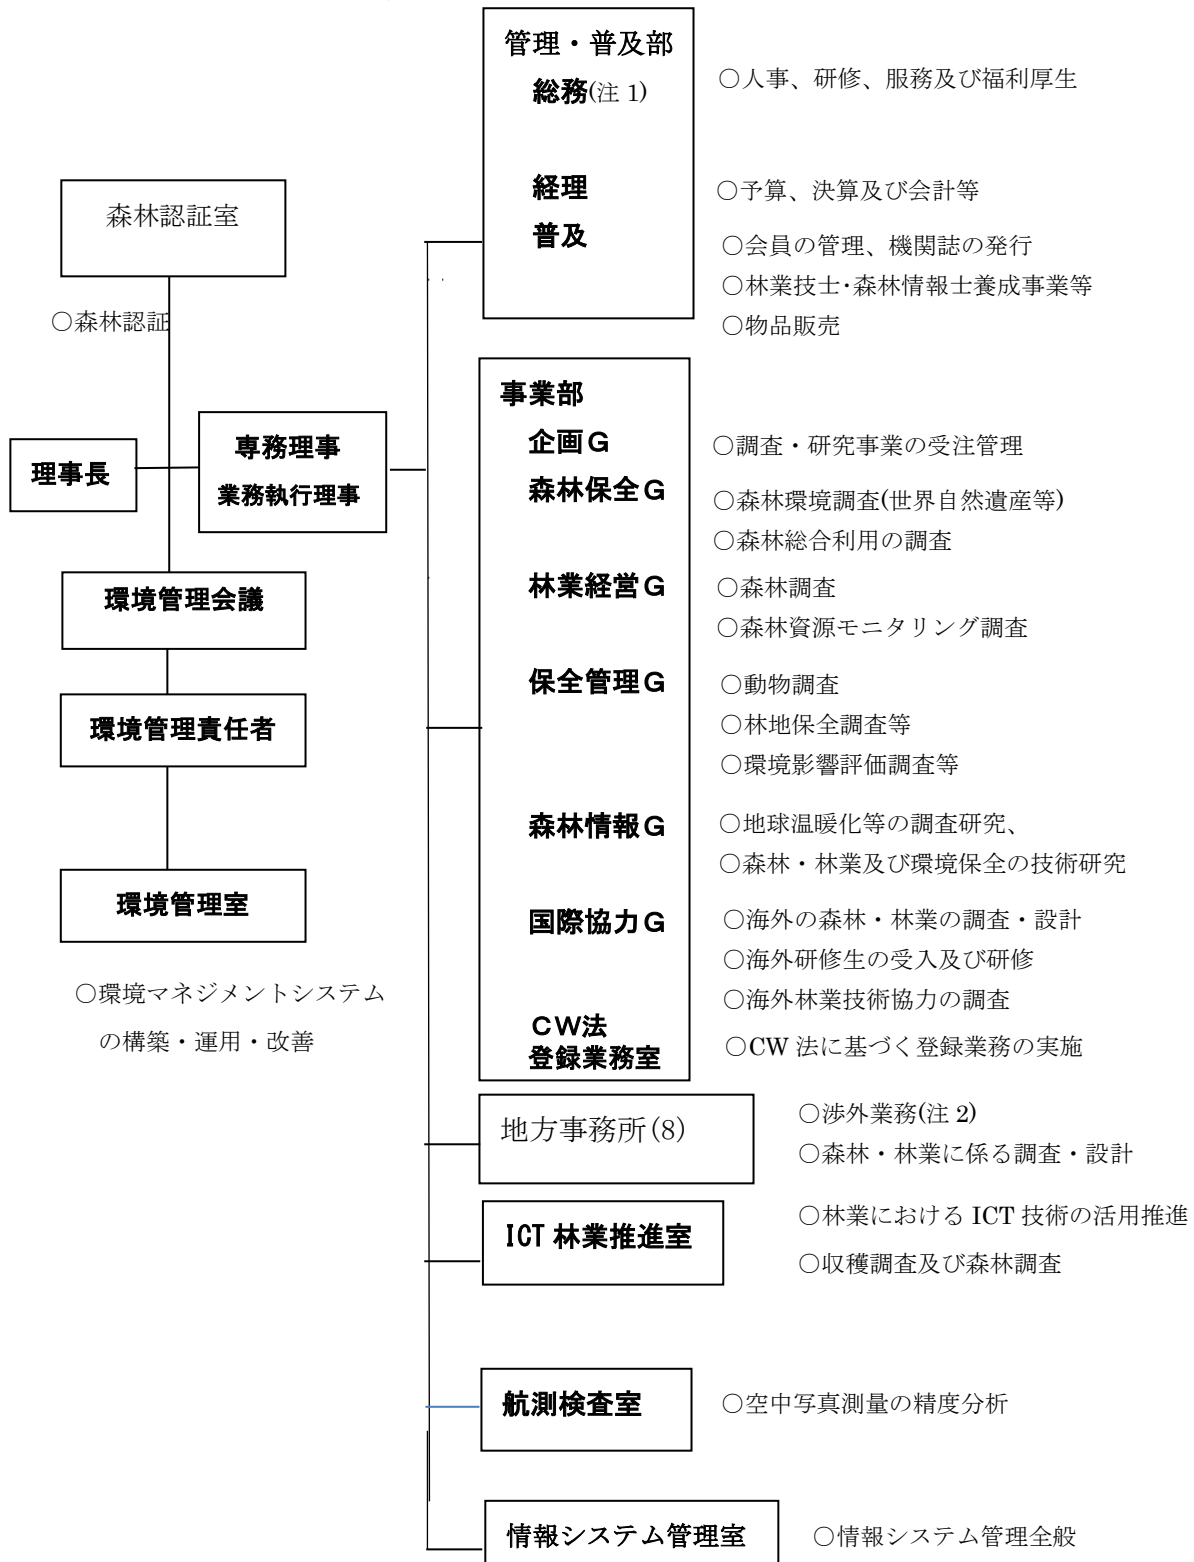 管理・普及部
総務(注 1)
○人事、研修、服務及び福利厚生
経理
○予算、決算及び会計等
普及
○会員の管理、機関誌の発行
○林業技士・森林情報士養成事業等
○物品販売
森林認証室
○森林認証
理事長
専務理事
業務執行理事
環境管理会議
環境管理責任者
環境管理室
○環境マネジメントシステム
の構築・運用・改善
事業部
企画G
○調査・研究事業の受注管理
森林保全G
○森林環境調査(世界自然遺産等)
○森林総合利用の調査
林業経営G
○森林調査
○森林資源モニタリング調査
保全管理G
○動物調査
○林地保全調査等
○環境影響評価調査等
森林情報G
○地球温暖化等の調査研究、
○森林・林業及び環境保全の技術研究
国際協力G
○海外の森林・林業の調査・設計
○海外研修生の受入及び研修
○海外林業技術協力の調査
CW法
登録業務室
○CW 法に基づく登録業務の実施
地方事務所(8)
○渉外業務(注 2)
○森林・林業に係る調査・設計
ICT 林業推進室
○林業における ICT 技術の活用推進
○収穫調査及び森林調査
航測検査室
○空中写真測量の精度分析
情報システム管理室
○情報システム管理全般